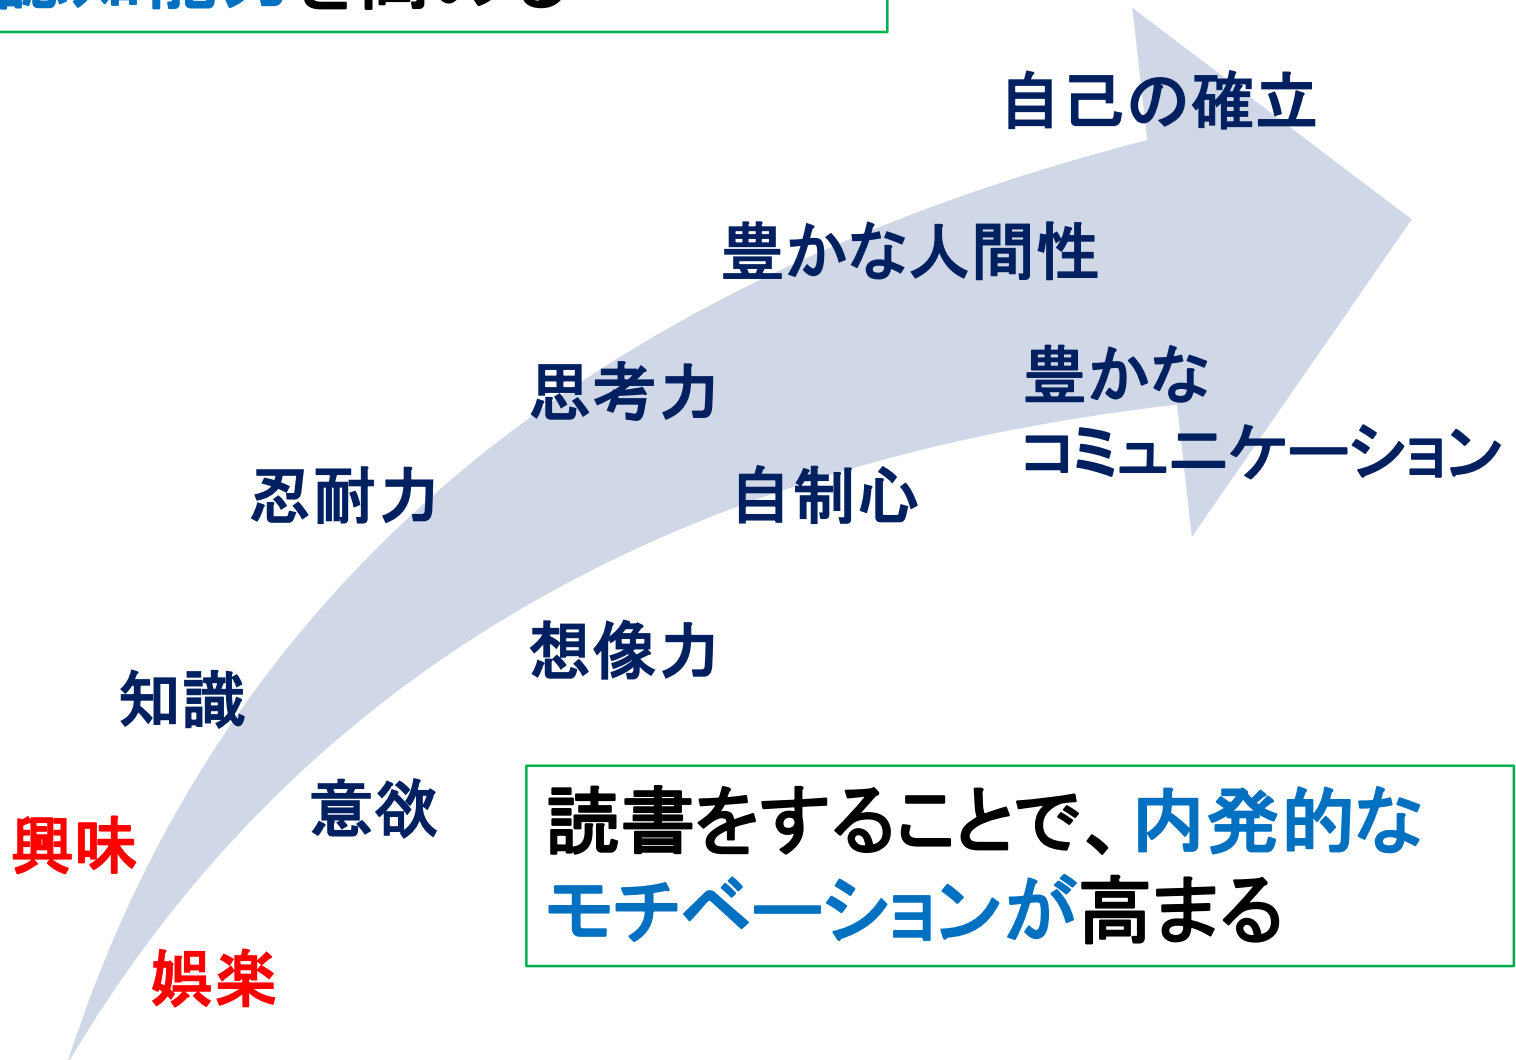 自己の確立
豊かな人間性
豊かな
コミュニケーション
思考力
忍耐力
自制心
想像力
知識
意欲
興味
娯楽
読書をすることで、内発的な
モチベーションが高まる